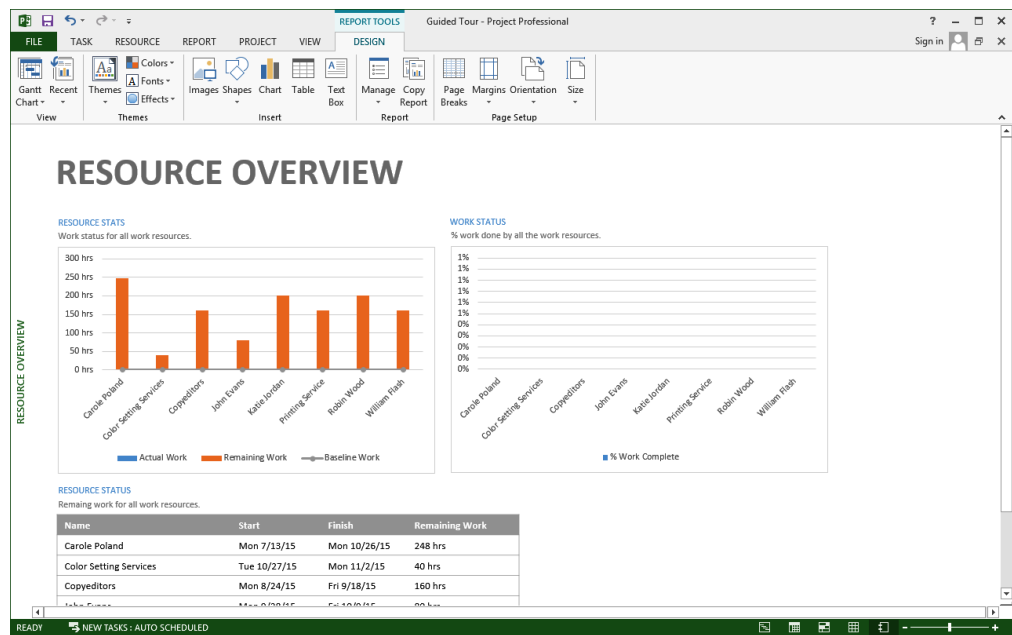 REPORT TOOLS
Guided Tour - Project Professional
FILE TASK RESOURCE REPORT PROJECT VIEW DESIGN
Sign in
Gantt Chart
Recent
Themes
Colors
Fonts
Effects
Images
Shapes
Chart
Table
Text Box
Manage
Copy Report
Page Breaks
Margins
Orientation
Size
View Themes Insert Report Page Setup
RESOURCE OVERVIEW
RESOURCE OVERVIEW
RESOURCE STATS
Work status for all work resources.
300 hrs
250 hrs
200 hrs
150 hrs
100 hrs
50 hrs
0 hrs
Carole Poland
Color Setting Services
Copyeditors
John Evans
Katie Jordan
Printing Service
Robin Wood
William Flash
Actual Work Remaining Work Baseline Work
WORK STATUS
% work done by all the work resources.
1%
1%
1%
1%
1%
1%
0%
0%
0%
0%
0%
Carole Poland
Color Setting Services
Copyeditors
John Evans
Katie Jordan
Printing Service
Robin Wood
William Flash
% Work Complete
RESOURCE STATUS
Remaing work for all work resources.
Name Start Finish Remaining Work
Carole Poland Mon 7/13/15 Mon 10/26/15 248 hrs
Color Setting Services Tue 10/27/15 Mon 11/2/15 40 hrs
Copyeditors Mon 8/24/15 Fri 9/18/15 160 hrs
READY NEW TASKS : AUTO SCHEDULED